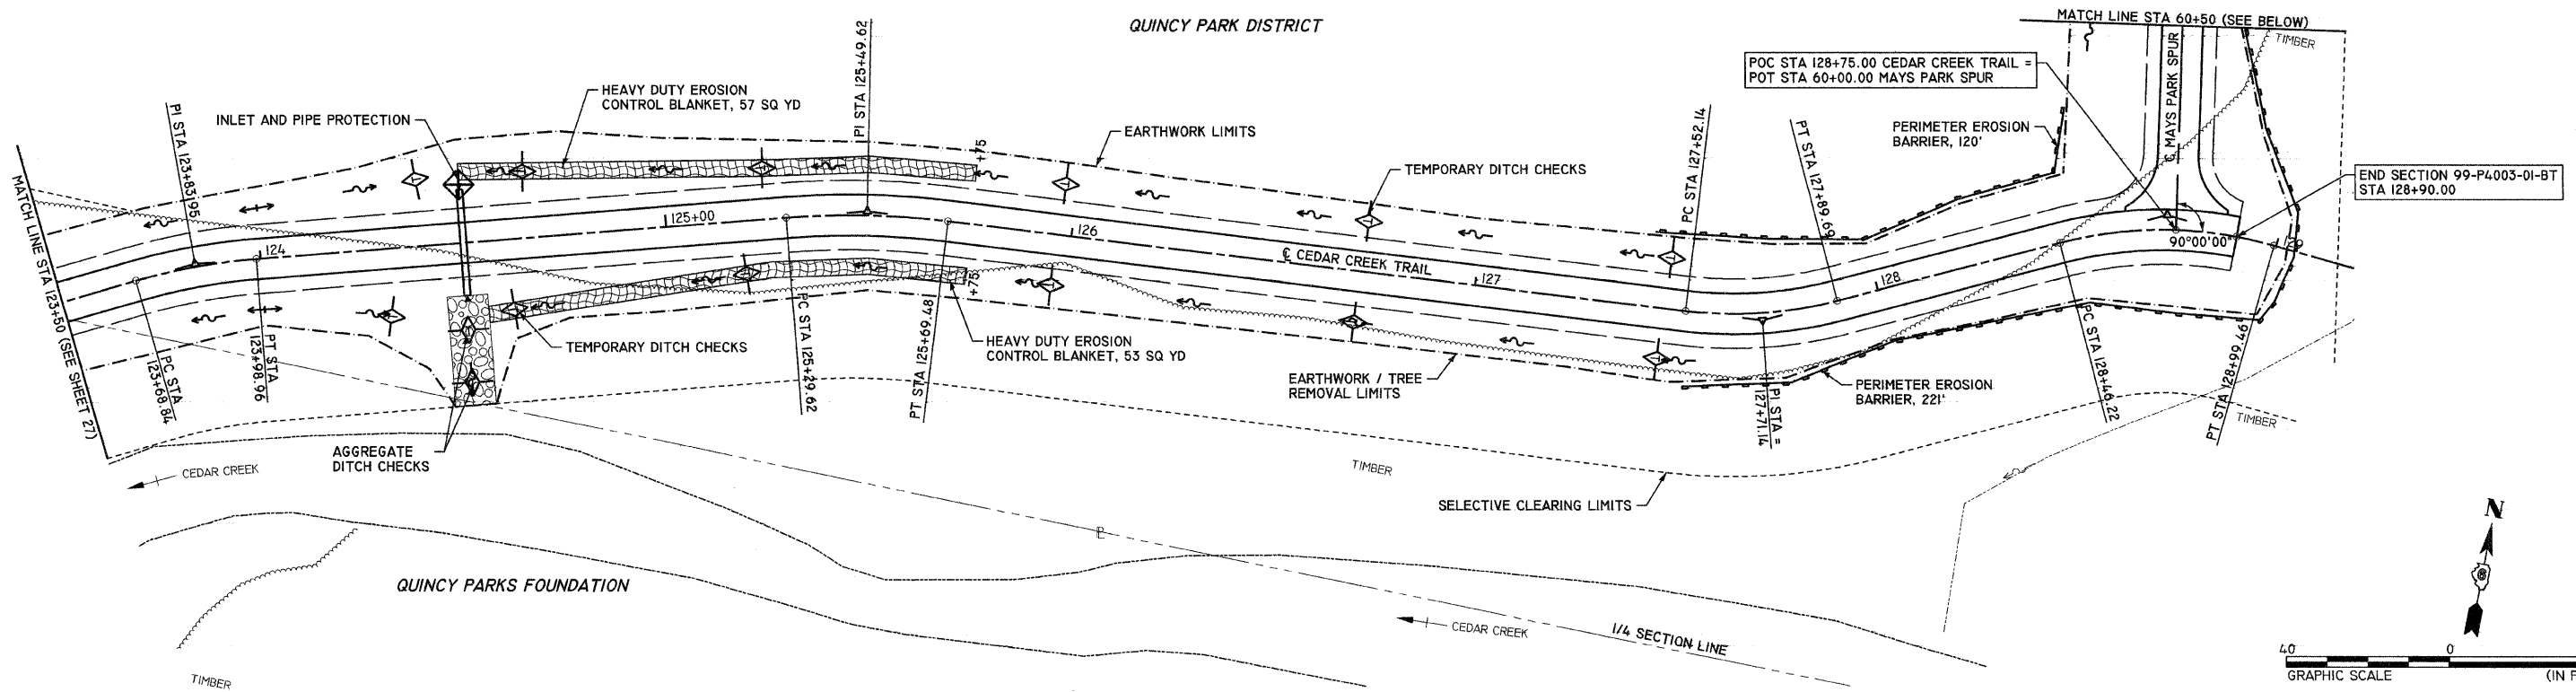 QUINCY PARK DISTRICT
MATCH LINE STA 60+50 (SEE BELOW)
TIMBER
POC STA 128+75.00 CEDAR CREEK TRAIL =
POT STA 60+00.00 MAYS PARK SPUR
℄ MAYS PARK SPUR
HEAVY DUTY EROSION
CONTROL BLANKET, 57 SQ YD
PI STA 125+49.62
INLET AND PIPE PROTECTION
PI STA 123+83.95
EARTHWORK LIMITS
+75
TEMPORARY DITCH CHECKS
PC STA 127+52.14
PT STA 127+89.69
PERIMETER EROSION
BARRIER, 120'
END SECTION 99-P4003-01-BT
STA 128+90.00
MATCH LINE STA 123+50 (SEE SHEET 27)
124
125+00
126
℄ CEDAR CREEK TRAIL
127
128
90°00'00"
PC STA
123+68.84
PT STA
123+98.96
TEMPORARY DITCH CHECKS
PC STA 125+29.62
PT STA 125+69.48
+75
HEAVY DUTY EROSION
CONTROL BLANKET, 53 SQ YD
EARTHWORK / TREE
REMOVAL LIMITS
PI STA =
127+71.14
PERIMETER EROSION
BARRIER, 221'
PC STA 128+46.22
PT STA 128+99.46
TIMBER
AGGREGATE
DITCH CHECKS
CEDAR CREEK
TIMBER
SELECTIVE CLEARING LIMITS
N
QUINCY PARKS FOUNDATION
CEDAR CREEK
1/4 SECTION LINE
TIMBER
40
0
GRAPHIC SCALE
(IN F